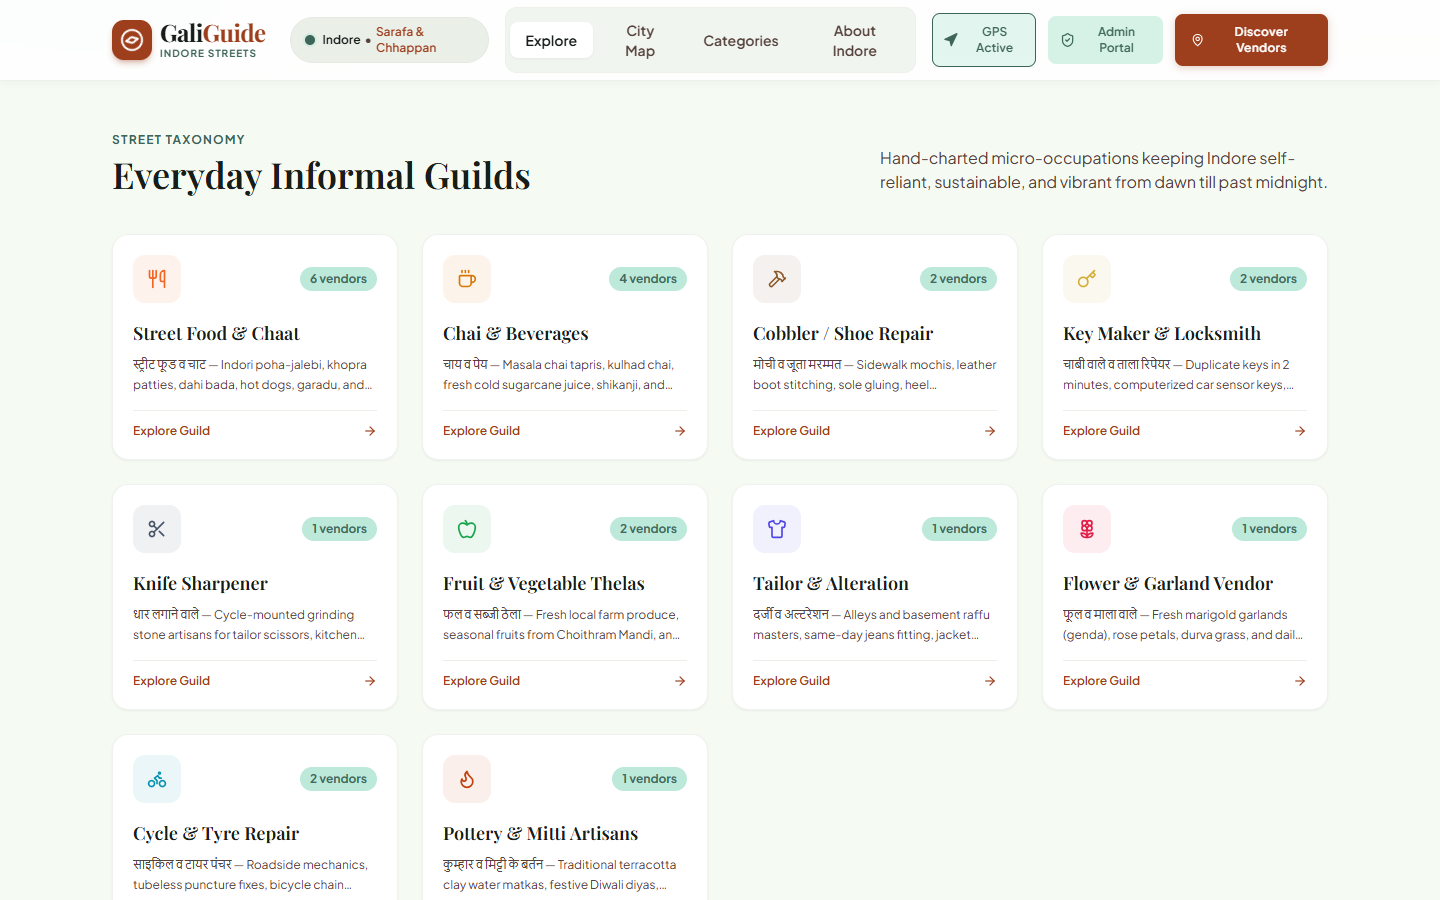 GaliGuide
INDORE STREETS
Indore • Sarafa &
Chhappan
Explore
City
Map
Categories
About
Indore
GPS
Active
Admin
Portal
Discover
Vendors
STREET TAXONOMY
Everyday Informal Guilds
Hand-charted micro-occupations keeping Indore self-
reliant, sustainable, and vibrant from dawn till past midnight.
6 vendors
Street Food & Chaat
स्ट्रीट फूड व चाट — Indori poha-jalebi, khopra
patties, dahi bada, hot dogs, garadu, and...
Explore Guild
4 vendors
Chai & Beverages
चाय व पेय — Masala chai tapris, kulhad chai,
fresh cold sugarcane juice, shikanji, and...
Explore Guild
2 vendors
Cobbler / Shoe Repair
मोची व जूता मरम्मत — Sidewalk mochis, leather
boot stitching, sole gluing, heel...
Explore Guild
2 vendors
Key Maker & Locksmith
चाबी वाले व ताला रिपेयर — Duplicate keys in 2
minutes, computerized car sensor keys,...
Explore Guild
1 vendors
Knife Sharpener
धार लगाने वाले — Cycle-mounted grinding
stone artisans for tailor scissors, kitchen...
Explore Guild
2 vendors
Fruit & Vegetable Thelas
फल व सब्जी ठेला — Fresh local farm produce,
seasonal fruits from Choithram Mandi, an...
Explore Guild
1 vendors
Tailor & Alteration
दर्जी व अल्टरेशन — Alleys and basement raffu
masters, same-day jeans fitting, jacket...
Explore Guild
1 vendors
Flower & Garland Vendor
फूल व माला वाले — Fresh marigold garlands
(genda), rose petals, durva grass, and dail...
Explore Guild
2 vendors
Cycle & Tyre Repair
साइकिल व टायर पंचर — Roadside mechanics,
tubeless puncture fixes, bicycle chain...
1 vendors
Pottery & Mitti Artisans
कुम्हार व मिट्टी के बर्तन — Traditional terracotta
clay water matkas, festive Diwali diyas,...